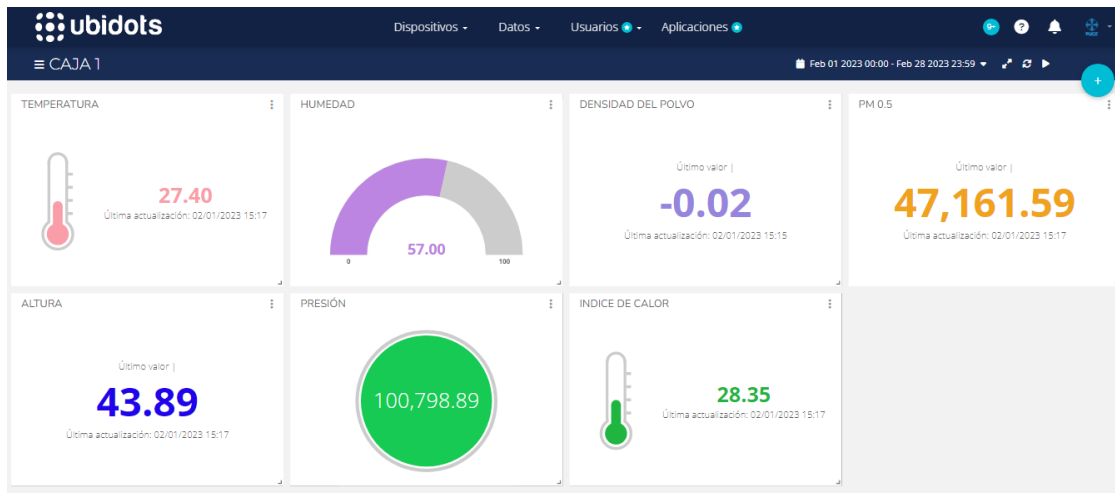 ubidots
Dispositivos
Datos
Usuarios
Aplicaciones
9+
?
CAJA 1
Feb 01 2023 00:00 - Feb 28 2023 23:59
+
TEMPERATURA
27.40
Última actualización: 02/01/2023 15:17
HUMEDAD
57.00
0
100
DENSIDAD DEL POLVO
Último valor |
-0.02
Última actualización: 02/01/2023 15:15
PM 0.5
Último valor |
47,161.59
Última actualización: 02/01/2023 15:17
ALTURA
Último valor |
43.89
Última actualización: 02/01/2023 15:17
PRESIÓN
100,798.89
INDICE DE CALOR
28.35
Última actualización: 02/01/2023 15:17